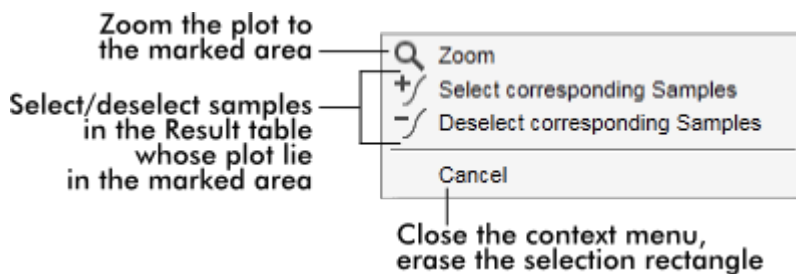 Zoom the plot to
the marked area
Zoom
Select corresponding Samples
Select/deselect samples
in the Result table
whose plot lie
in the marked area
Deselect corresponding Samples
Cancel
Close the context menu,
erase the selection rectangle